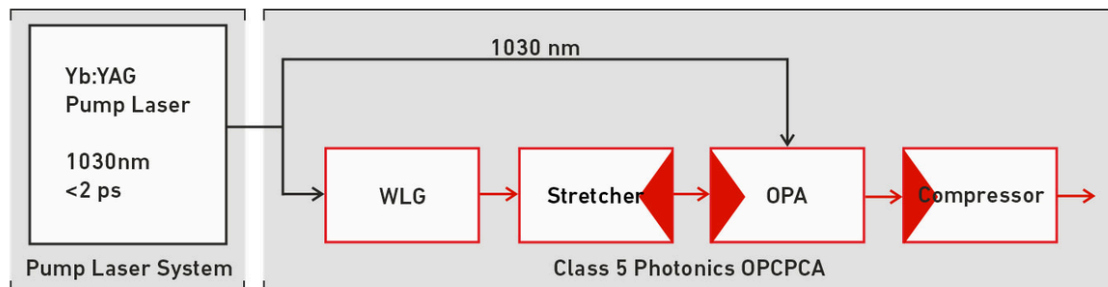 1030 nm
Yb:YAG
Pump Laser
1030nm
<2 ps
WLG
Stretcher
OPA
Compressor
Pump Laser System
Class 5 Photonics OPCPCA